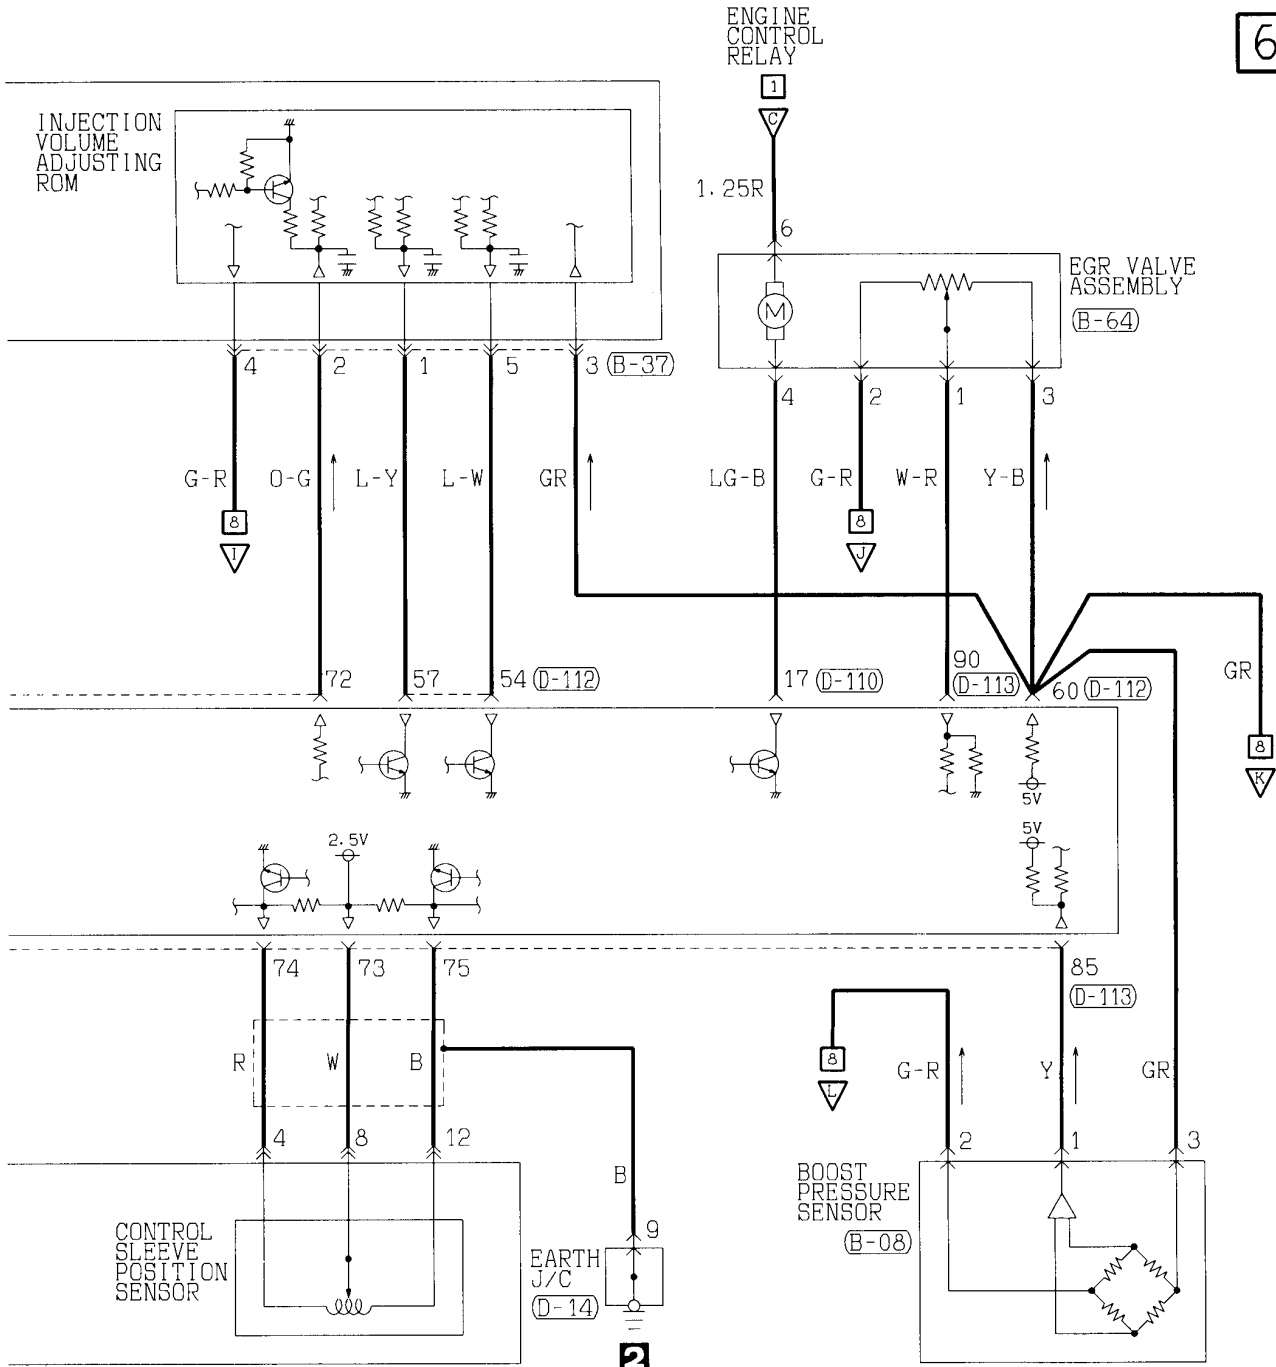 ENGINE
CONTROL
RELAY
6
1
C
INJECTION
VOLUME
ADJUSTING
ROM
1.25R
6
EGR VALVE
ASSEMBLY
(B-64)
M
4 2 1 5 3 (B-37)
4 2 1 3
G-R O-G L-Y L-W GR LG-B G-R W-R Y-B
8 8
I J
72 57 54 (D-112) 17 (D-110) 90 (D-113) 60 (D-112)
GR
8
K
5V
5V
2.5V
74 73 75 85
(D-113)
8
L
R W B G-R Y GR
4 8 12 2 1 3
B
9
BOOST
PRESSURE
SENSOR
(B-08)
CONTROL
SLEEVE
POSITION
SENSOR
EARTH
J/C
(D-14)
2